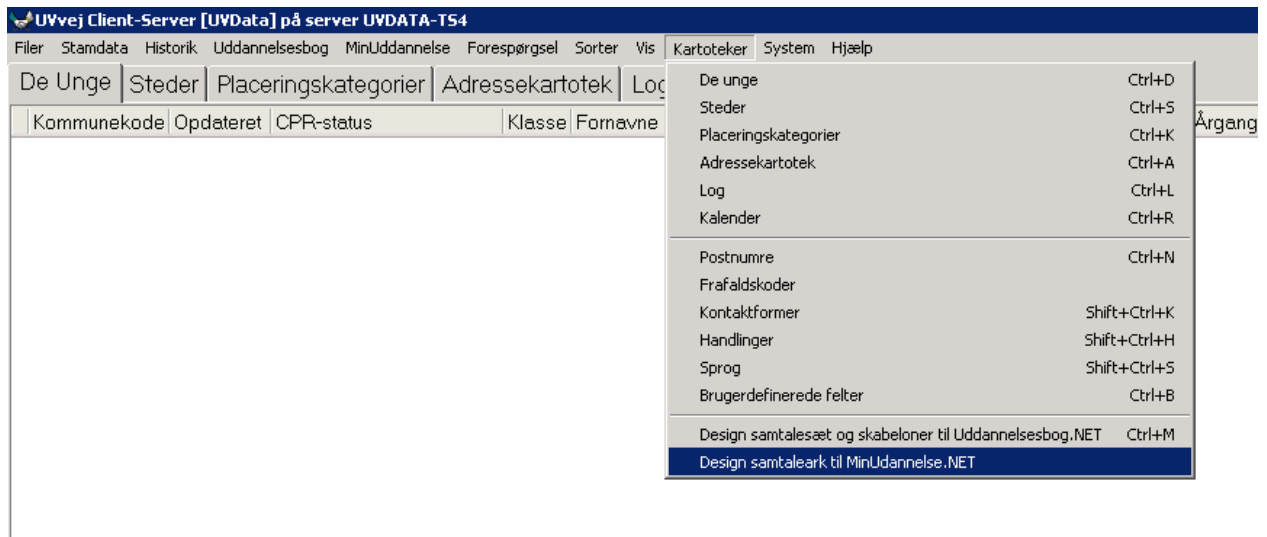 UVvej Client-Server [UVData] på server UVDATA-TS4
Filer Stamdata Historik Uddannelsesbog MinUddannelse Forespørgsel Sorter Vis Kartoteker System Hjælp
De Unge Steder Placeringskategorier Adressekartotek
Kommunekode Opdateret CPR-status Klasse Fornavne Årgang
De unge Ctrl+D
Steder Ctrl+S
Placeringskategorier Ctrl+K
Adressekartotek Ctrl+A
Log Ctrl+L
Kalender Ctrl+R
Postnumre Ctrl+N
Frafaldskoder
Kontaktformer Shift+Ctrl+K
Handlinger Shift+Ctrl+H
Sprog Shift+Ctrl+S
Brugerdefinerede felter Ctrl+B
Design samtalesæt og skabeloner til Uddannelsesbog.NET Ctrl+M
Design samtaleark til MinUdannelse.NET